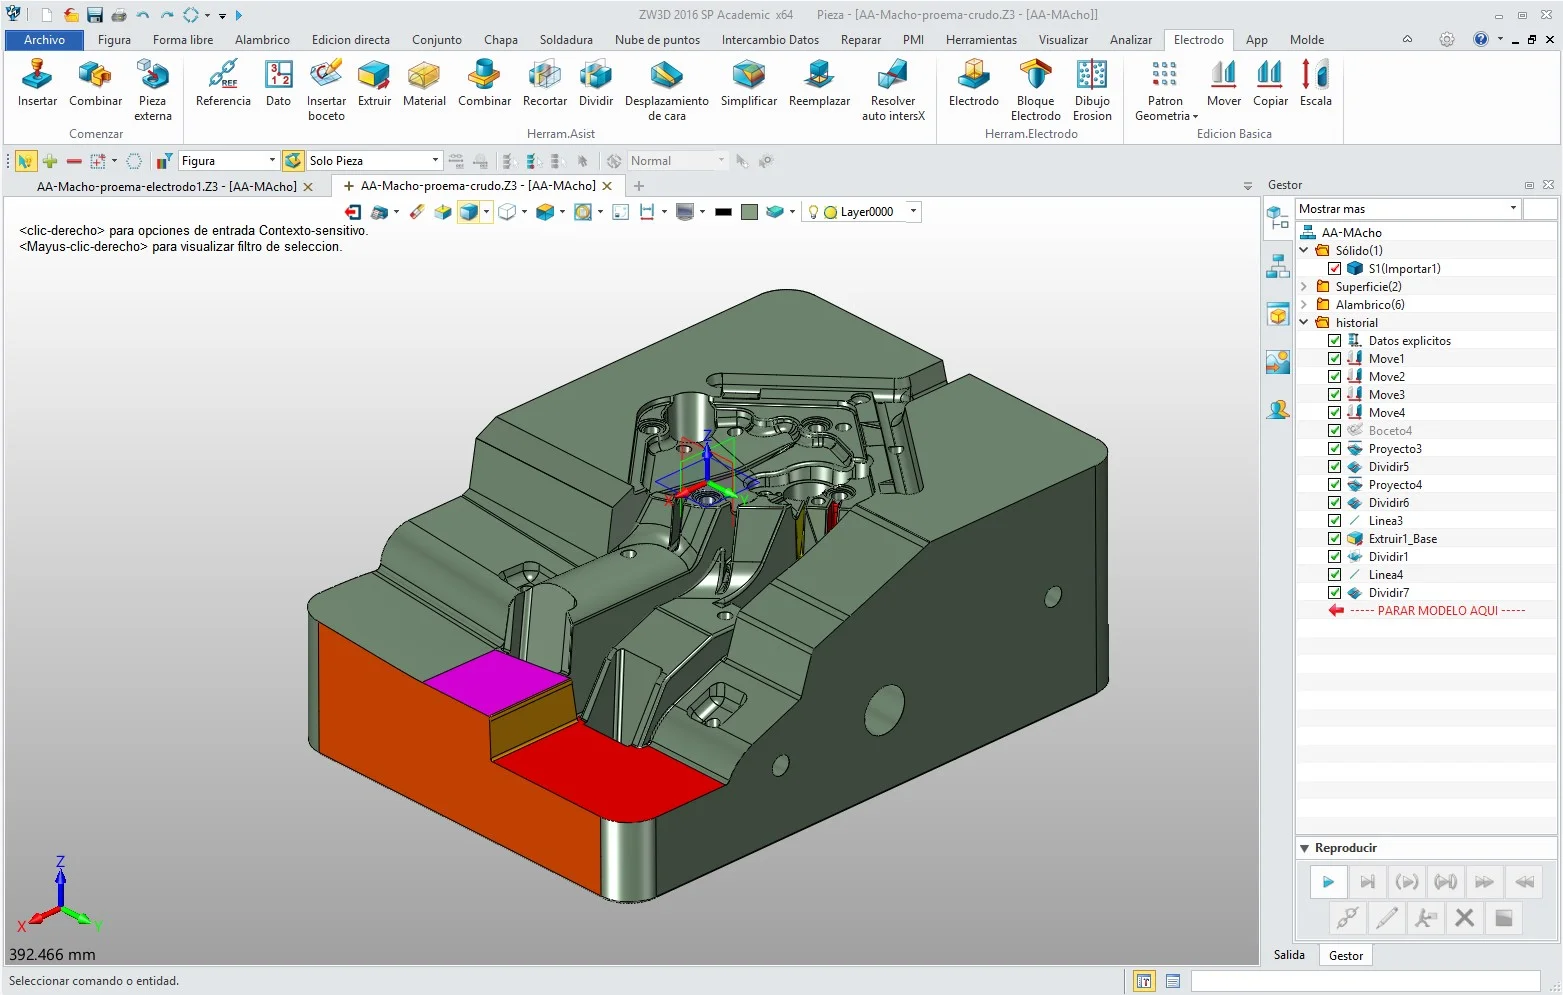 ZW3D 2016 SP Academic x64 Pieza - [AA-Macho-proema-crudo.Z3 - [AA-MAcho]]
Archivo Figura Forma libre Alambrico Edicion directa Conjunto Chapa Soldadura Nube de puntos Intercambio Datos Reparar PMI Herramientas Visualizar Analizar Electrodo App Molde
Insertar Combinar Pieza externa Referencia Dato Insertar boceto Extruir Material Combinar Recortar Dividir Desplazamiento de cara Simplificar Reemplazar Resolver auto intersX Electrodo Bloque Electrodo Dibujo Erosion Patron Geometria Mover Copiar Escala
Comenzar Herram.Asist Herram.Electrodo Edicion Basica
Figura Solo Pieza Normal
AA-Macho-proema-electrodo1.Z3 - [AA-MAcho] AA-Macho-proema-crudo.Z3 - [AA-MAcho]
Layer0000
<clic-derecho> para opciones de entrada Contexto-sensitivo.
<Mayus-clic-derecho> para visualizar filtro de seleccion.
Z
X
Y
Z
X
Y
392.466 mm
Gestor
Mostrar mas
AA-MAcho
Sólido(1)
S1(Importar1)
Superficie(2)
Alambrico(6)
historial
Datos explicitos
Move1
Move2
Move3
Move4
Boceto4
Proyecto3
Dividir5
Proyecto4
Dividir6
Linea3
Extruir1_Base
Dividir1
Linea4
Dividir7
----- PARAR MODELO AQUI -----
Reproducir
Salida Gestor
Seleccionar comando o entidad.